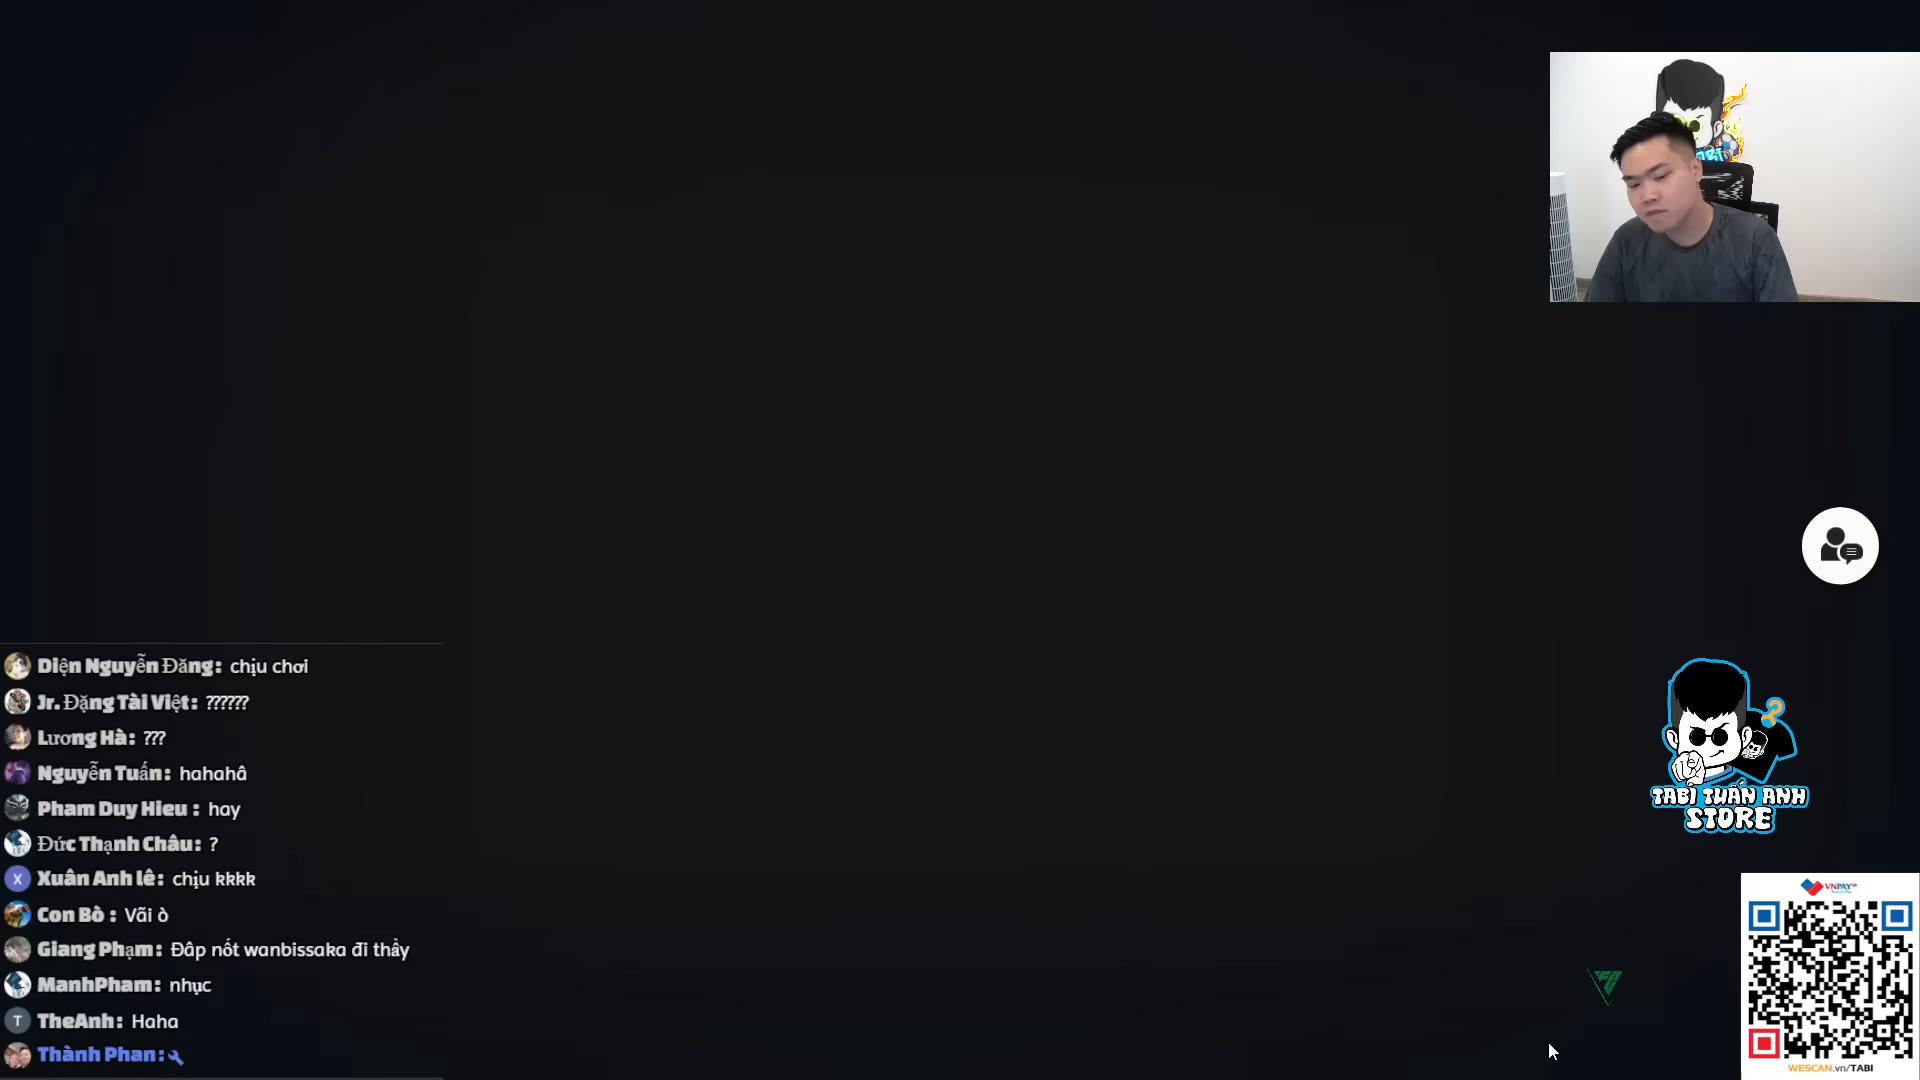 Diện Nguyễn Đăng: chịu chơi
Jr. Đặng Tài Việt: ??????
Lương Hà: ???
Nguyễn Tuấn: hahahâ
Pham Duy Hieu : hay
Đức Thạnh Châu: ?
X Xuân Anh lê: chịu kkkk
Con Bò : Vãi ò
Giang Phạm: Đâp nốt wanbissaka đi thầy
ManhPham: nhục
T TheAnh: Haha
Thành Phan:
TABI TUẤN ANH
STORE
VNPAY
WESCAN.vn/TABI